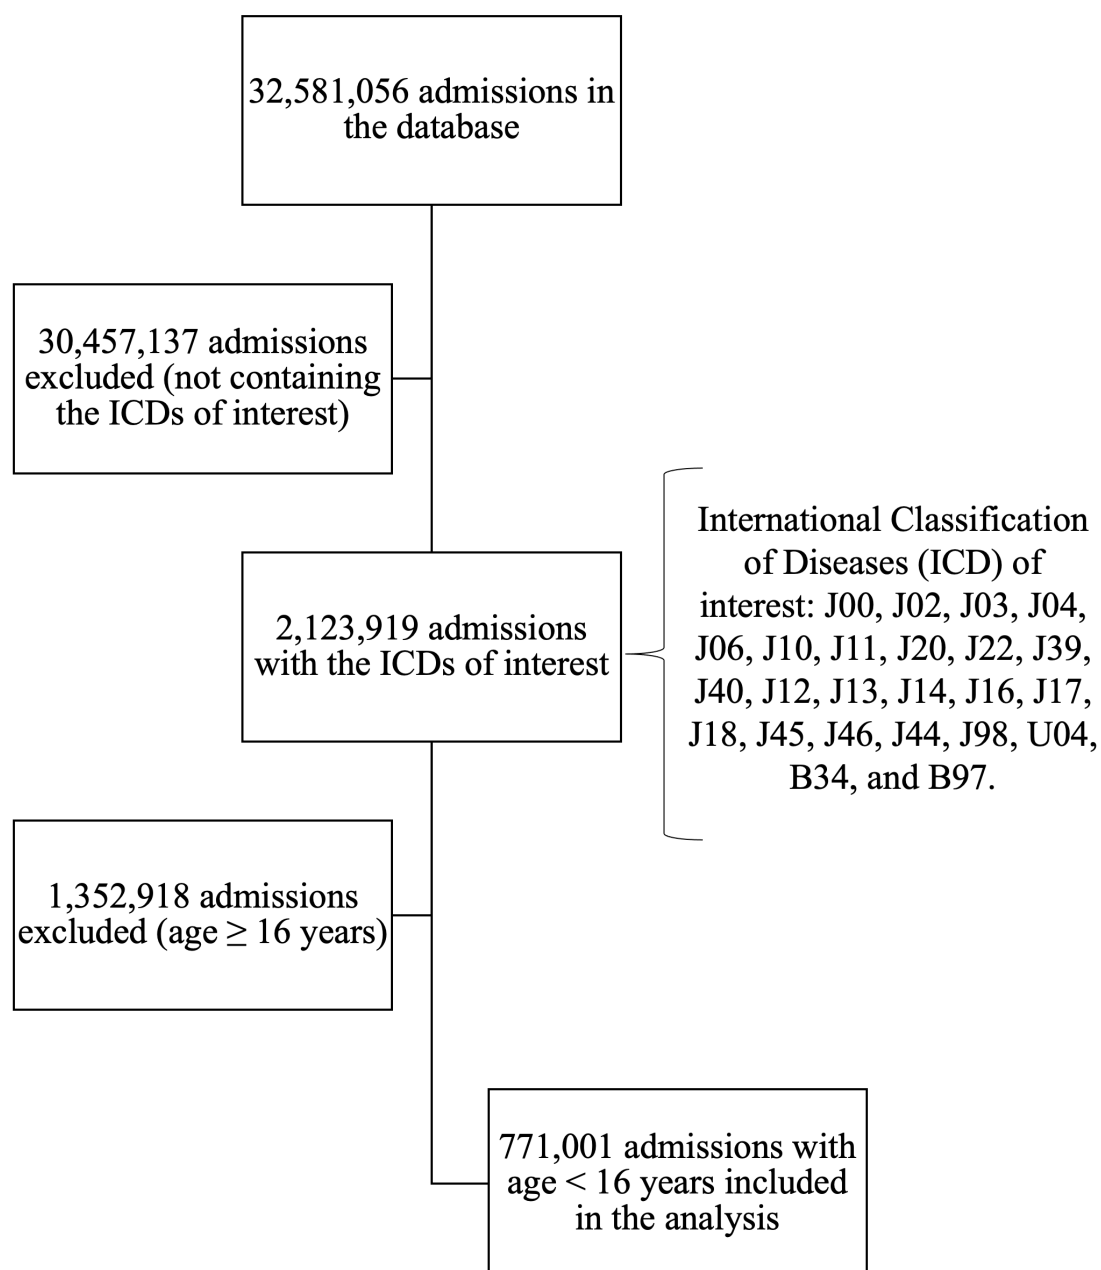 32,581,056 admissions in
the database
30,457,137 admissions
excluded (not containing
the ICDs of interest)
2,123,919 admissions
with the ICDs of interest
International Classification
of Diseases (ICD) of
interest: J00, J02, J03, J04,
J06, J10, J11, J20, J22, J39,
J40, J12, J13, J14, J16, J17,
J18, J45, J46, J44, J98, U04,
B34, and B97.
1,352,918 admissions
excluded (age ≥ 16 years)
771,001 admissions with
age < 16 years included
in the analysis